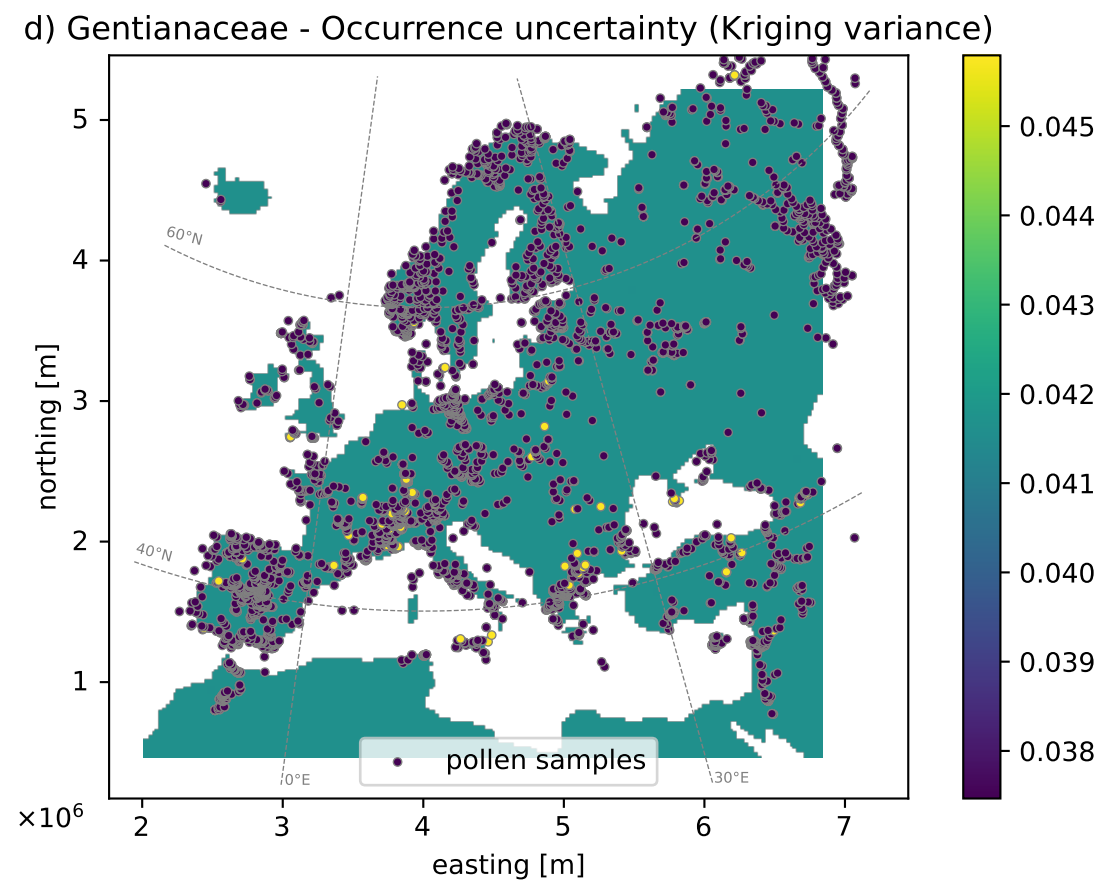 d) Gentianaceae - Occurrence uncertainty (Kriging variance)
northing [m]
5
4
3
2
1
60°N
40°N
0°E
30°E
pollen samples
×10⁶
2
3
4
5
6
7
easting [m]
0.045
0.044
0.043
0.042
0.041
0.040
0.039
0.038